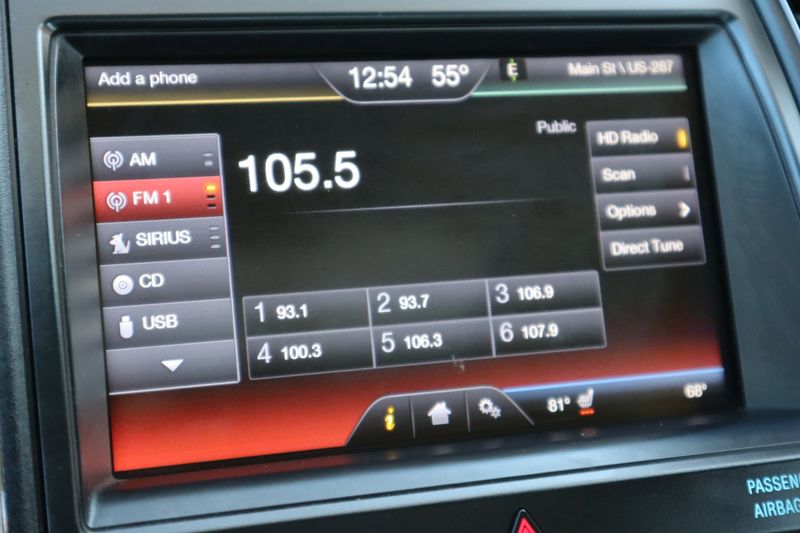 Add a phone
12:54 55°
E
Main St \ US-287
AM
FM 1
SIRIUS
CD
USB
105.5
Public
HD Radio
Scan
Options
Direct Tune
1 93.1
2 93.7
3 106.9
4 100.3
5 106.3
6 107.9
i
81°
68°
PASSEN
AIRBAG